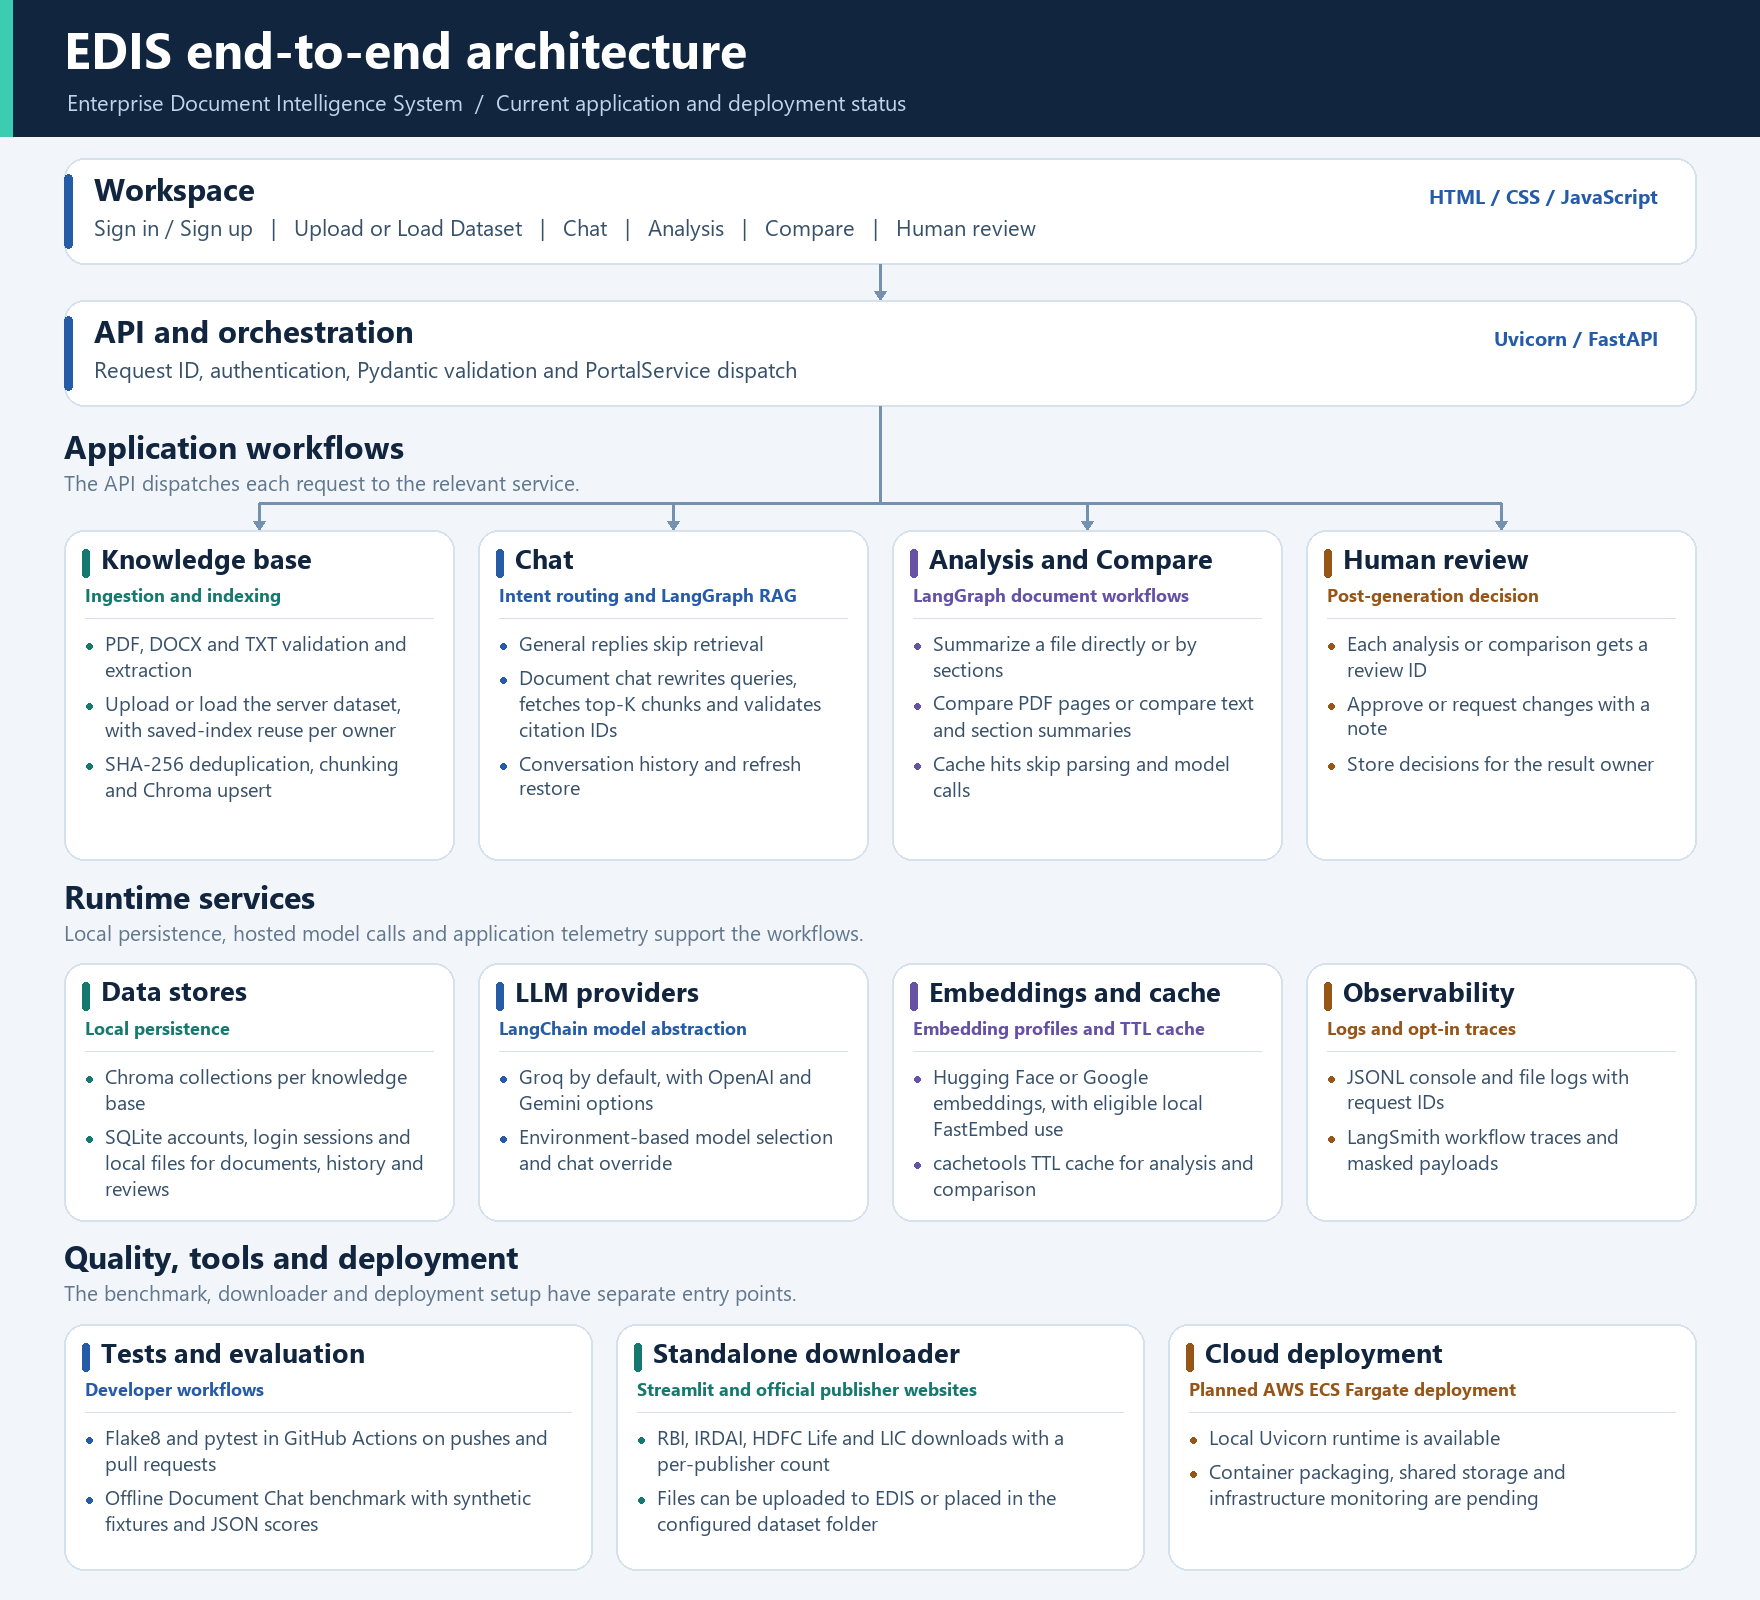 EDIS end-to-end architecture
Enterprise Document Intelligence System / Current application and deployment status
Workspace
HTML / CSS / JavaScript
Sign in / Sign up | Upload or Load Dataset | Chat | Analysis | Compare | Human review
API and orchestration
Uvicorn / FastAPI
Request ID, authentication, Pydantic validation and PortalService dispatch
Application workflows
The API dispatches each request to the relevant service.
Knowledge base
Ingestion and indexing
• PDF, DOCX and TXT validation and
extraction
• Upload or load the server dataset,
with saved-index reuse per owner
• SHA-256 deduplication, chunking
and Chroma upsert
Chat
Intent routing and LangGraph RAG
• General replies skip retrieval
• Document chat rewrites queries,
fetches top-K chunks and validates
citation IDs
• Conversation history and refresh
restore
Analysis and Compare
LangGraph document workflows
• Summarize a file directly or by
sections
• Compare PDF pages or compare text
and section summaries
• Cache hits skip parsing and model
calls
Human review
Post-generation decision
• Each analysis or comparison gets a
review ID
• Approve or request changes with a
note
• Store decisions for the result owner
Runtime services
Local persistence, hosted model calls and application telemetry support the workflows.
Data stores
Local persistence
• Chroma collections per knowledge
base
• SQLite accounts, login sessions and
local files for documents, history and
reviews
LLM providers
LangChain model abstraction
• Groq by default, with OpenAI and
Gemini options
• Environment-based model selection
and chat override
Embeddings and cache
Embedding profiles and TTL cache
• Hugging Face or Google
embeddings, with eligible local
FastEmbed use
• cachetools TTL cache for analysis and
comparison
Observability
Logs and opt-in traces
• JSONL console and file logs with
request IDs
• LangSmith workflow traces and
masked payloads
Quality, tools and deployment
The benchmark, downloader and deployment setup have separate entry points.
Tests and evaluation
Developer workflows
• Flake8 and pytest in GitHub Actions on pushes and
pull requests
• Offline Document Chat benchmark with synthetic
fixtures and JSON scores
Standalone downloader
Streamlit and official publisher websites
• RBI, IRDAI, HDFC Life and LIC downloads with a
per-publisher count
• Files can be uploaded to EDIS or placed in the
configured dataset folder
Cloud deployment
Planned AWS ECS Fargate deployment
• Local Uvicorn runtime is available
• Container packaging, shared storage and
infrastructure monitoring are pending